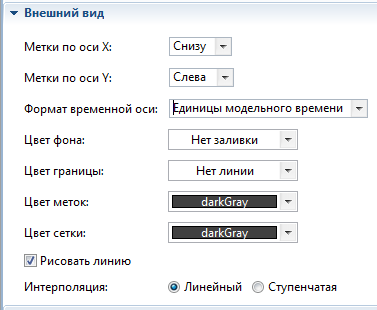 Внешний вид
Метки по оси X: Снизу
Метки по оси Y: Слева
Формат временной оси: Единицы модельного времени
Цвет фона: Нет заливки
Цвет границы: Нет линии
Цвет меток: darkGray
Цвет сетки: darkGray
Рисовать линию
Интерполяция: Линейный Ступенчатая